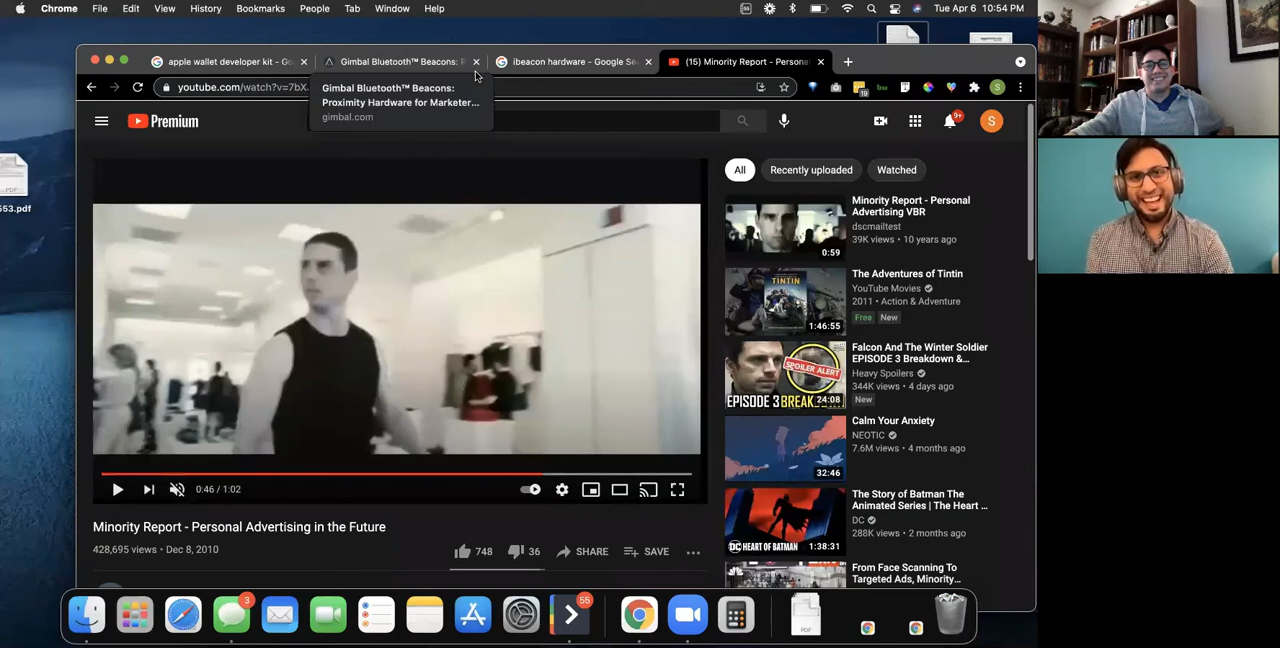 Chrome File Edit View History Bookmarks People Tab Window Help
Tue Apr 6 10:54 PM
apple wallet developer kit - Go
Gimbal Bluetooth™ Beacons: P
ibeacon hardware - Google Se
(15) Minority Report - Persona
youtube.com/watch?v=7bX
19
S
Gimbal Bluetooth™ Beacons:
Proximity Hardware for Marketer...
gimbal.com
Premium
9+
S
All Recently uploaded Watched
Minority Report - Personal
Advertising VBR
dscmailtest
39K views • 10 years ago
0:59
The Adventures of Tintin
YouTube Movies
2011 • Action & Adventure
Free New
TINTIN
1:46:55
Falcon And The Winter Soldier
EPISODE 3 Breakdown &...
Heavy Spoilers
344K views • 4 days ago
New
SPOILER ALERT
EPISODE 3 BREAK
24:08
Calm Your Anxiety
NEOTIC
7.6M views • 4 months ago
32:46
The Story of Batman The
Animated Series | The Heart ...
DC
288K views • 2 months ago
DC HEART OF BATMAN
1:38:31
From Face Scanning To
Targeted Ads, Minority...
0:46 / 1:02
Minority Report - Personal Advertising in the Future
428,695 views • Dec 8, 2010
748 36 SHARE SAVE
PDF
553.pdf
3
55
PDF